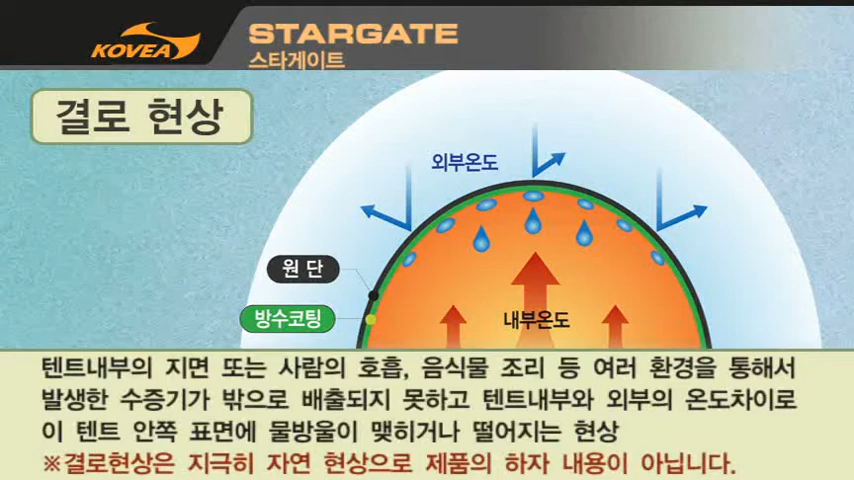 KOVEA
STARGATE
스타게이트
결로 현상
외부온도
원 단
방수코팅
내부온도
텐트내부의 지면 또는 사람의 호흡, 음식물 조리 등 여러 환경을 통해서
발생한 수증기가 밖으로 배출되지 못하고 텐트내부와 외부의 온도차이로
이 텐트 안쪽 표면에 물방울이 맺히거나 떨어지는 현상
※결로현상은 지극히 자연 현상으로 제품의 하자 내용이 아닙니다.